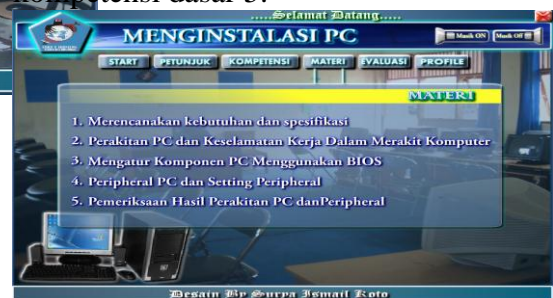 .....Selamat Datang.....
MENGINSTALASI PC
Musik ON Musik Off
START PETUNJUK KOMPETENSI MATERI EVALUASI PROFILE
MATERI
1. Merencanakan kebutuhan dan spesifikasi
2. Perakitan PC dan Keselamatan Kerja Dalam Merakit Komputer
3. Mengatur Komponen PC Menggunakan BIOS
4. Peripheral PC dan Setting Peripheral
5. Pemeriksaan Hasil Perakitan PC danPeripheral
Desain By Surya Ismail Koto